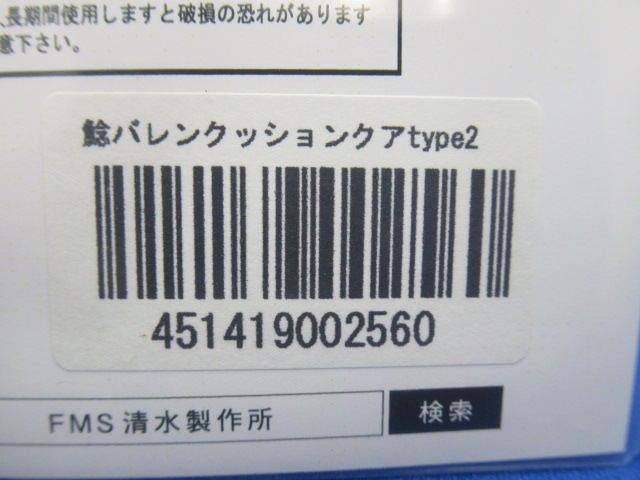 、長期間使用しますと破損の恐れがあります
意下さい。
鯰バレンクッションクアtype2
451419002560
FMS清水製作所
検索